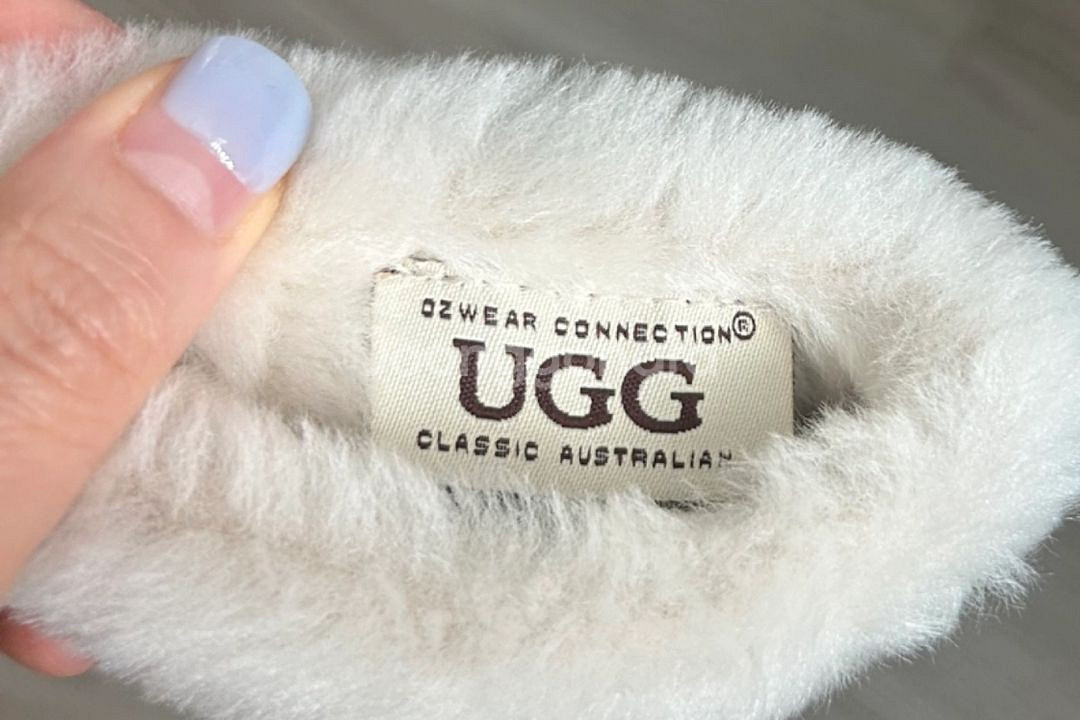 OZWEAR CONNECTION®
UGG
CLASSIC AUSTRALIAN